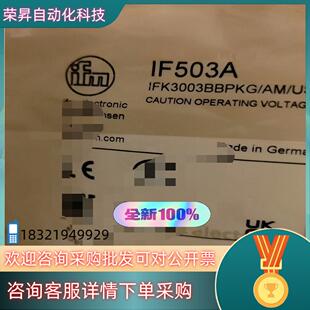 荣昇自动化科技
ifm
IF503A
IFK3003BBPKG/AM/US
CAUTION OPERATING VOLTAGE
ectronic
nsen
.com
ade in German
全新100%
18321949929
欢迎咨询采购批发可对公开票
咨询客服详情下单采购